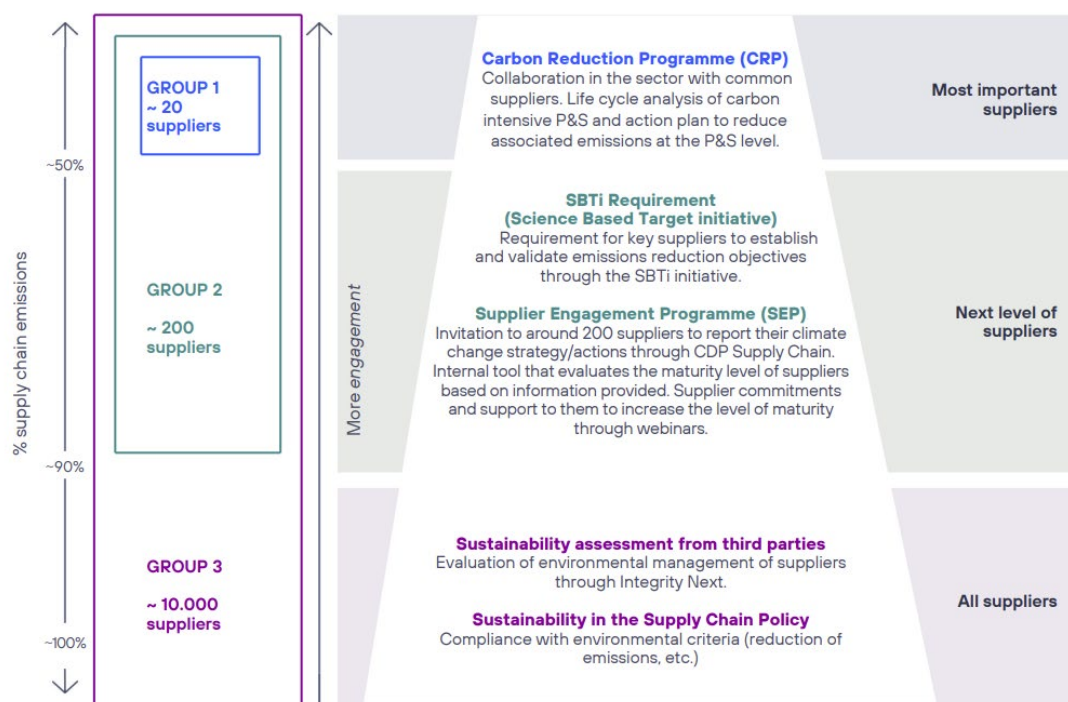 GROUP 1
~ 20
suppliers
~50%
GROUP 2
~ 200
suppliers
% supply chain emissions
~90%
GROUP 3
~ 10.000
suppliers
~100%
More engagement
Carbon Reduction Programme (CRP)
Collaboration in the sector with common
suppliers. Life cycle analysis of carbon
intensive P&S and action plan to reduce
associated emissions at the P&S level.
Most important
suppliers
SBTi Requirement
(Science Based Target initiative)
Requirement for key suppliers to establish
and validate emissions reduction objectives
through the SBTi initiative.
Supplier Engagement Programme (SEP)
Invitation to around 200 suppliers to report their climate
change strategy/actions through CDP Supply Chain.
Internal tool that evaluates the maturity level of suppliers
based on information provided. Supplier commitments
and support to them to increase the level of maturity
through webinars.
Next level of
suppliers
Sustainability assessment from third parties
Evaluation of environmental management of suppliers
through Integrity Next.
Sustainability in the Supply Chain Policy
Compliance with environmental criteria (reduction of
emissions, etc.)
All suppliers